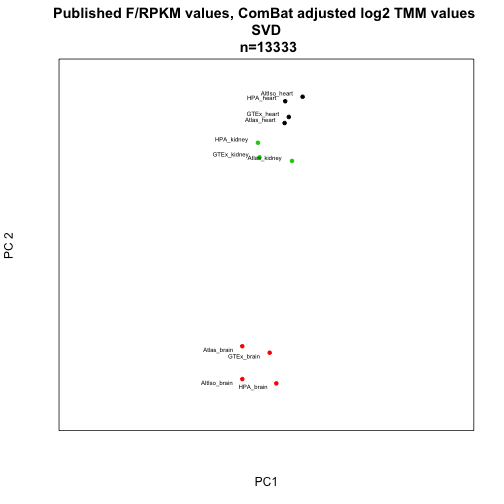 Published F/RPKM values, ComBat adjusted log2 TMM values
SVD
n=13333
AltIso_heart
HPA_heart
GTEx_heart
Atlas_heart
HPA_kidney
GTEx_kidney
Atlas_kidney
PC 2
Atlas_brain
GTEx_brain
AltIso_brain
HPA_brain
PC1